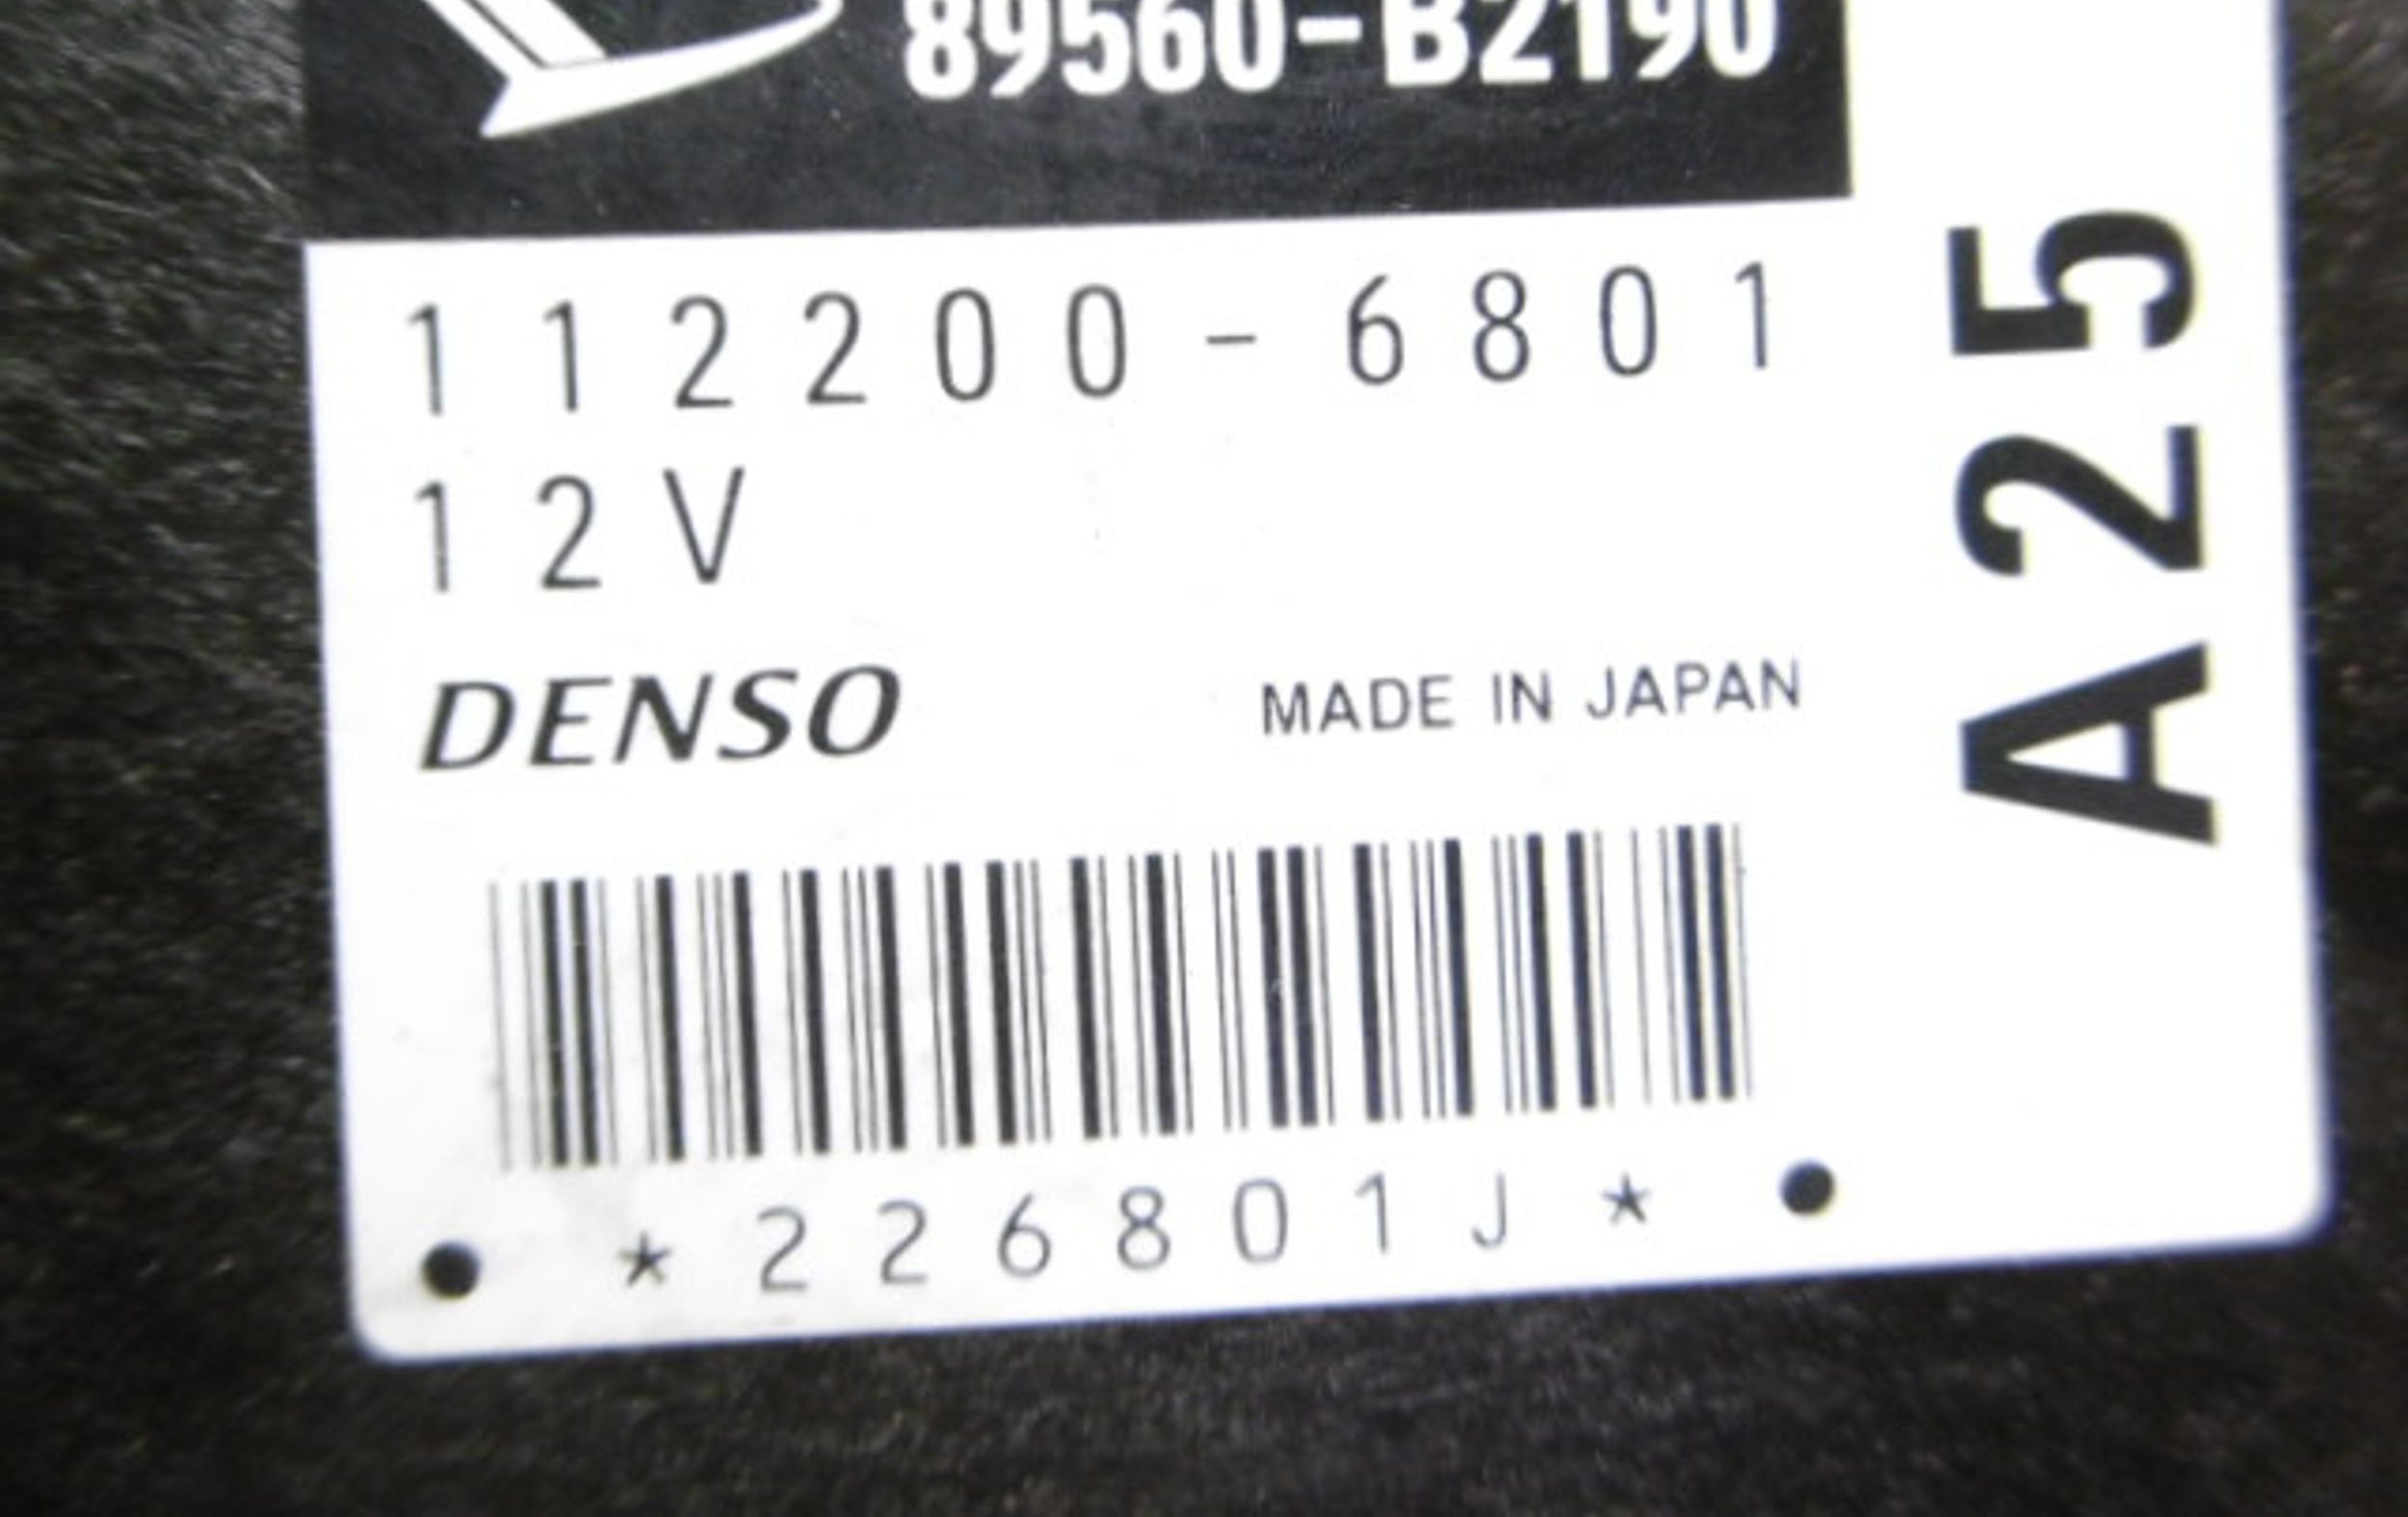 89560-B2190
112200-6801
12V
DENSO
MADE IN JAPAN
*226801J*
A25